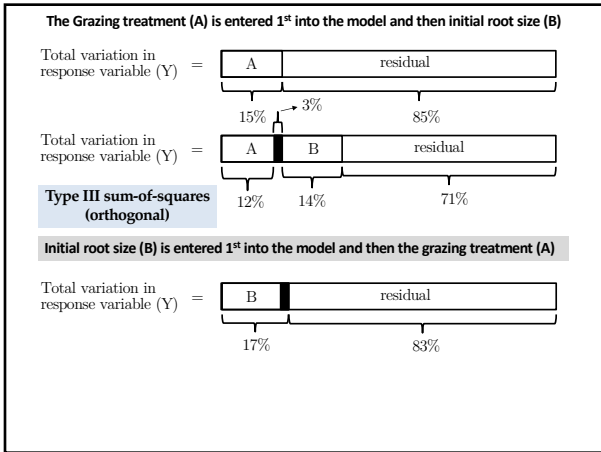 The Grazing treatment (A) is entered 1st into the model and then initial root size (B)
Total variation in
response variable (Y) =
A
residual
15%
3%
85%
Total variation in
response variable (Y) =
A
B
residual
12%
14%
71%
Type III sum-of-squares
(orthogonal)
Initial root size (B) is entered 1st into the model and then the grazing treatment (A)
Total variation in
response variable (Y) =
B
residual
17%
83%